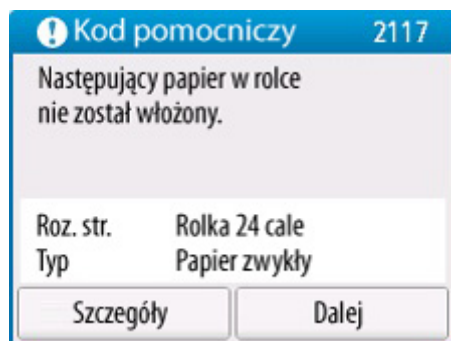 Kod pomocniczy 2117
Następujący papier w rolce
nie został włożony.
Roz. str. Rolka 24 cale
Typ Papier zwykły
Szczegóły Dalej